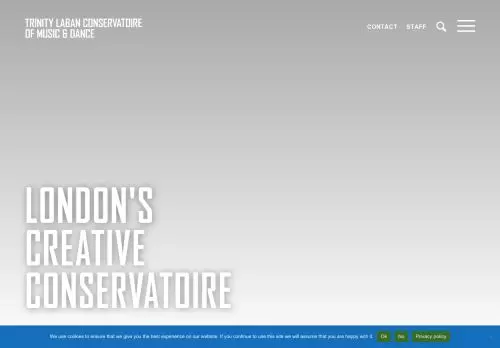 TRINITY LABAN CONSERVATOIRE
OF MUSIC & DANCE
CONTACT STAFF
LONDON'S
CREATIVE
CONSERVATOIRE
We use cookies to ensure that we give you the best experience on our website. If you continue to use this site we will assume that you are happy with it. Ok No Privacy policy